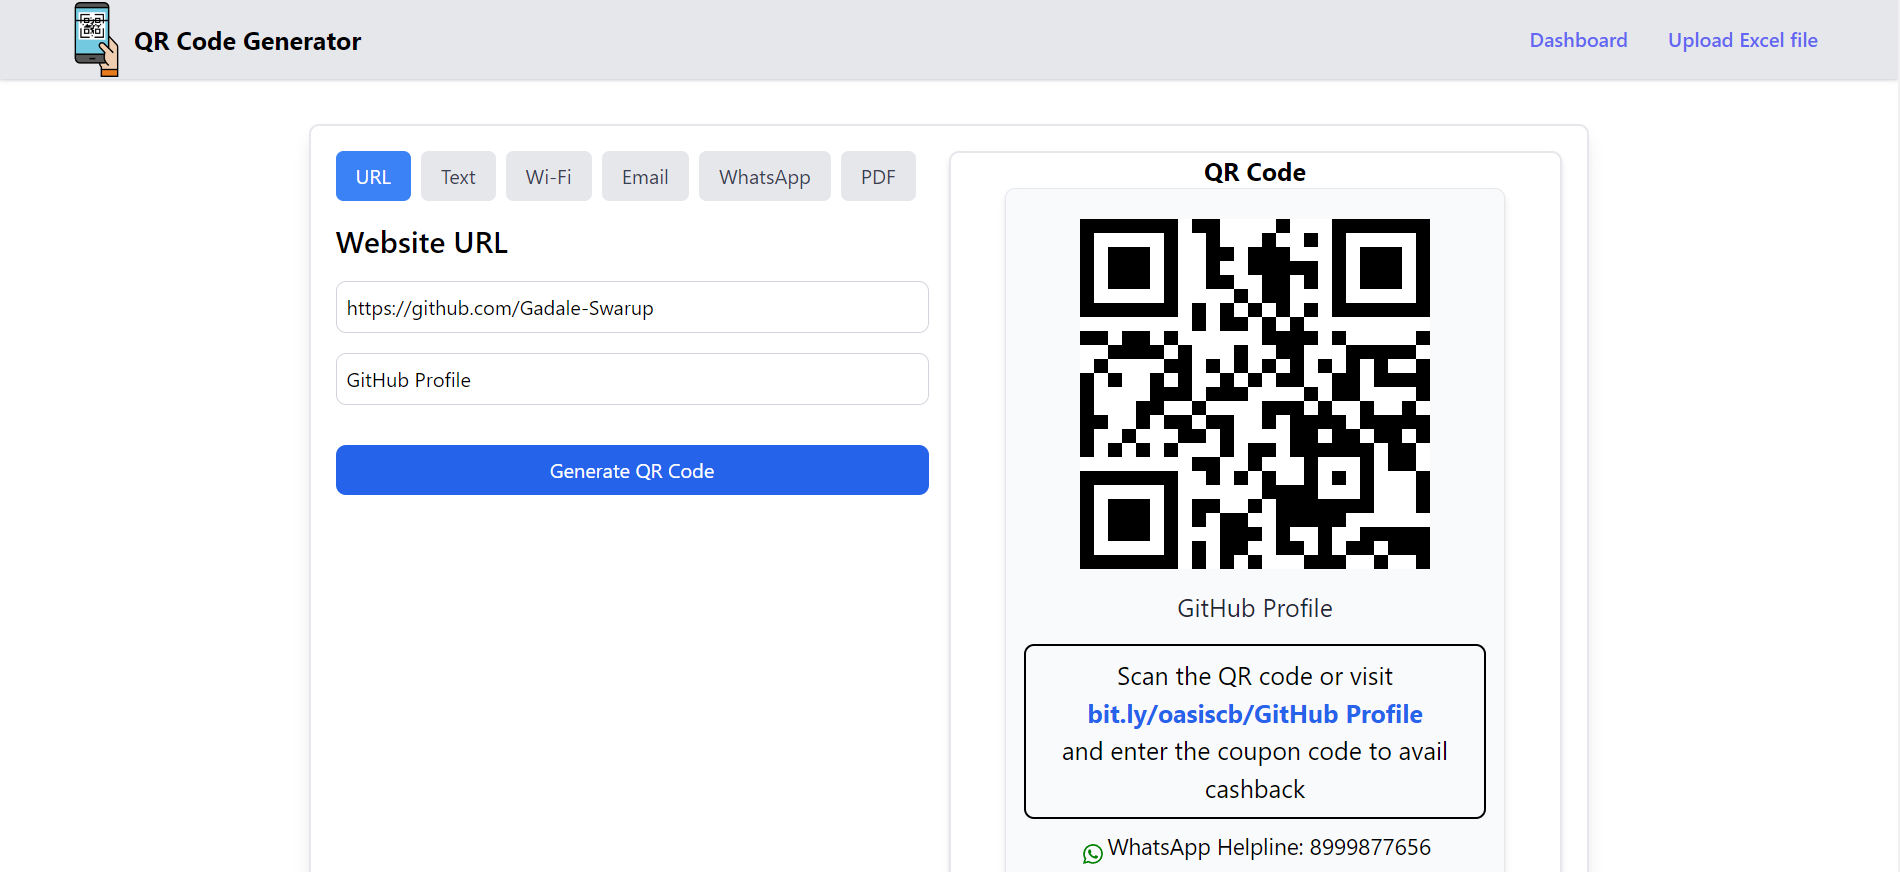 QR Code Generator
Dashboard
Upload Excel file
URL
Text
Wi-Fi
Email
WhatsApp
PDF
Website URL
https://github.com/Gadale-Swarup
GitHub Profile
Generate QR Code
QR Code
GitHub Profile
Scan the QR code or visit
bit.ly/oasiscb/GitHub Profile
and enter the coupon code to avail
cashback
WhatsApp Helpline: 8999877656